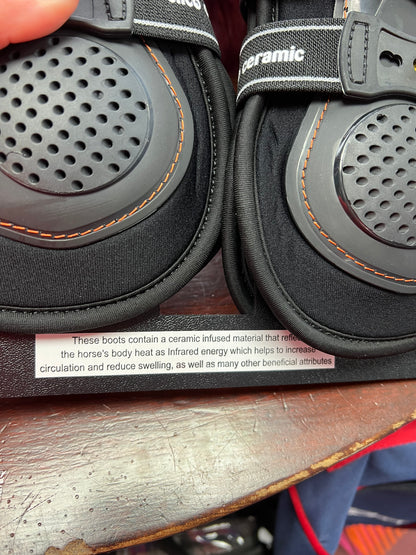 ceramic
These boots contain a ceramic infused material that
the horse's body heat as Infrared energy which helps to increase
circulation and reduce swelling, as well as many other beneficial attributes